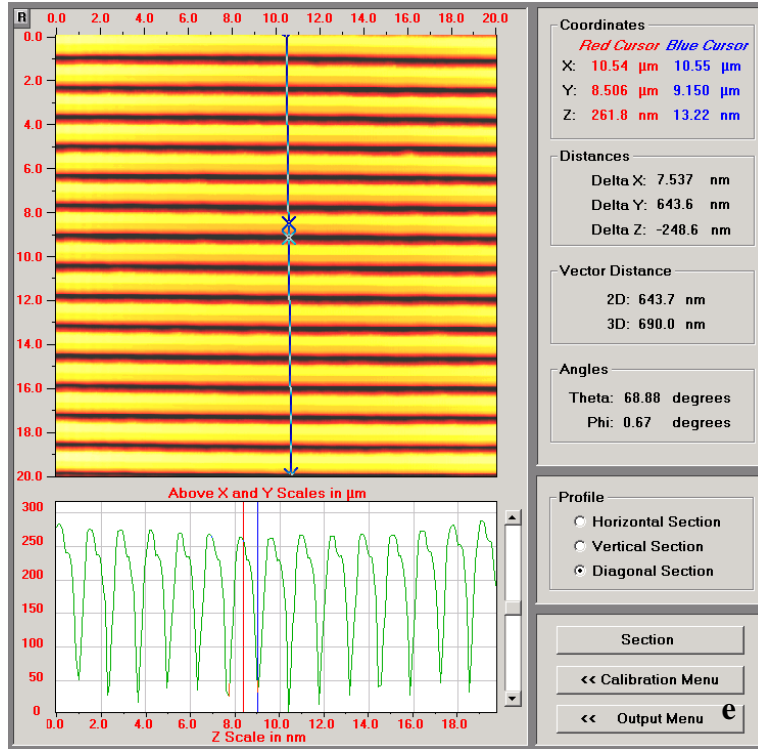 R
0.0 2.0 4.0 6.0 8.0 10.0 12.0 14.0 16.0 18.0 20.0
0.0
2.0
4.0
6.0
8.0
10.0
12.0
14.0
16.0
18.0
20.0
Above X and Y Scales in µm
300
250
200
150
100
50
0
0.0 2.0 4.0 6.0 8.0 10.0 12.0 14.0 16.0 18.0
Z Scale in nm
Coordinates
Red Cursor Blue Cursor
X: 10.54 µm 10.55 µm
Y: 8.506 µm 9.150 µm
Z: 261.8 nm 13.22 nm
Distances
Delta X: 7.537 nm
Delta Y: 643.6 nm
Delta Z: -248.6 nm
Vector Distance
2D: 643.7 nm
3D: 690.0 nm
Angles
Theta: 68.88 degrees
Phi: 0.67 degrees
Profile
Horizontal Section
Vertical Section
Diagonal Section
Section
<< Calibration Menu
<< Output Menu
e